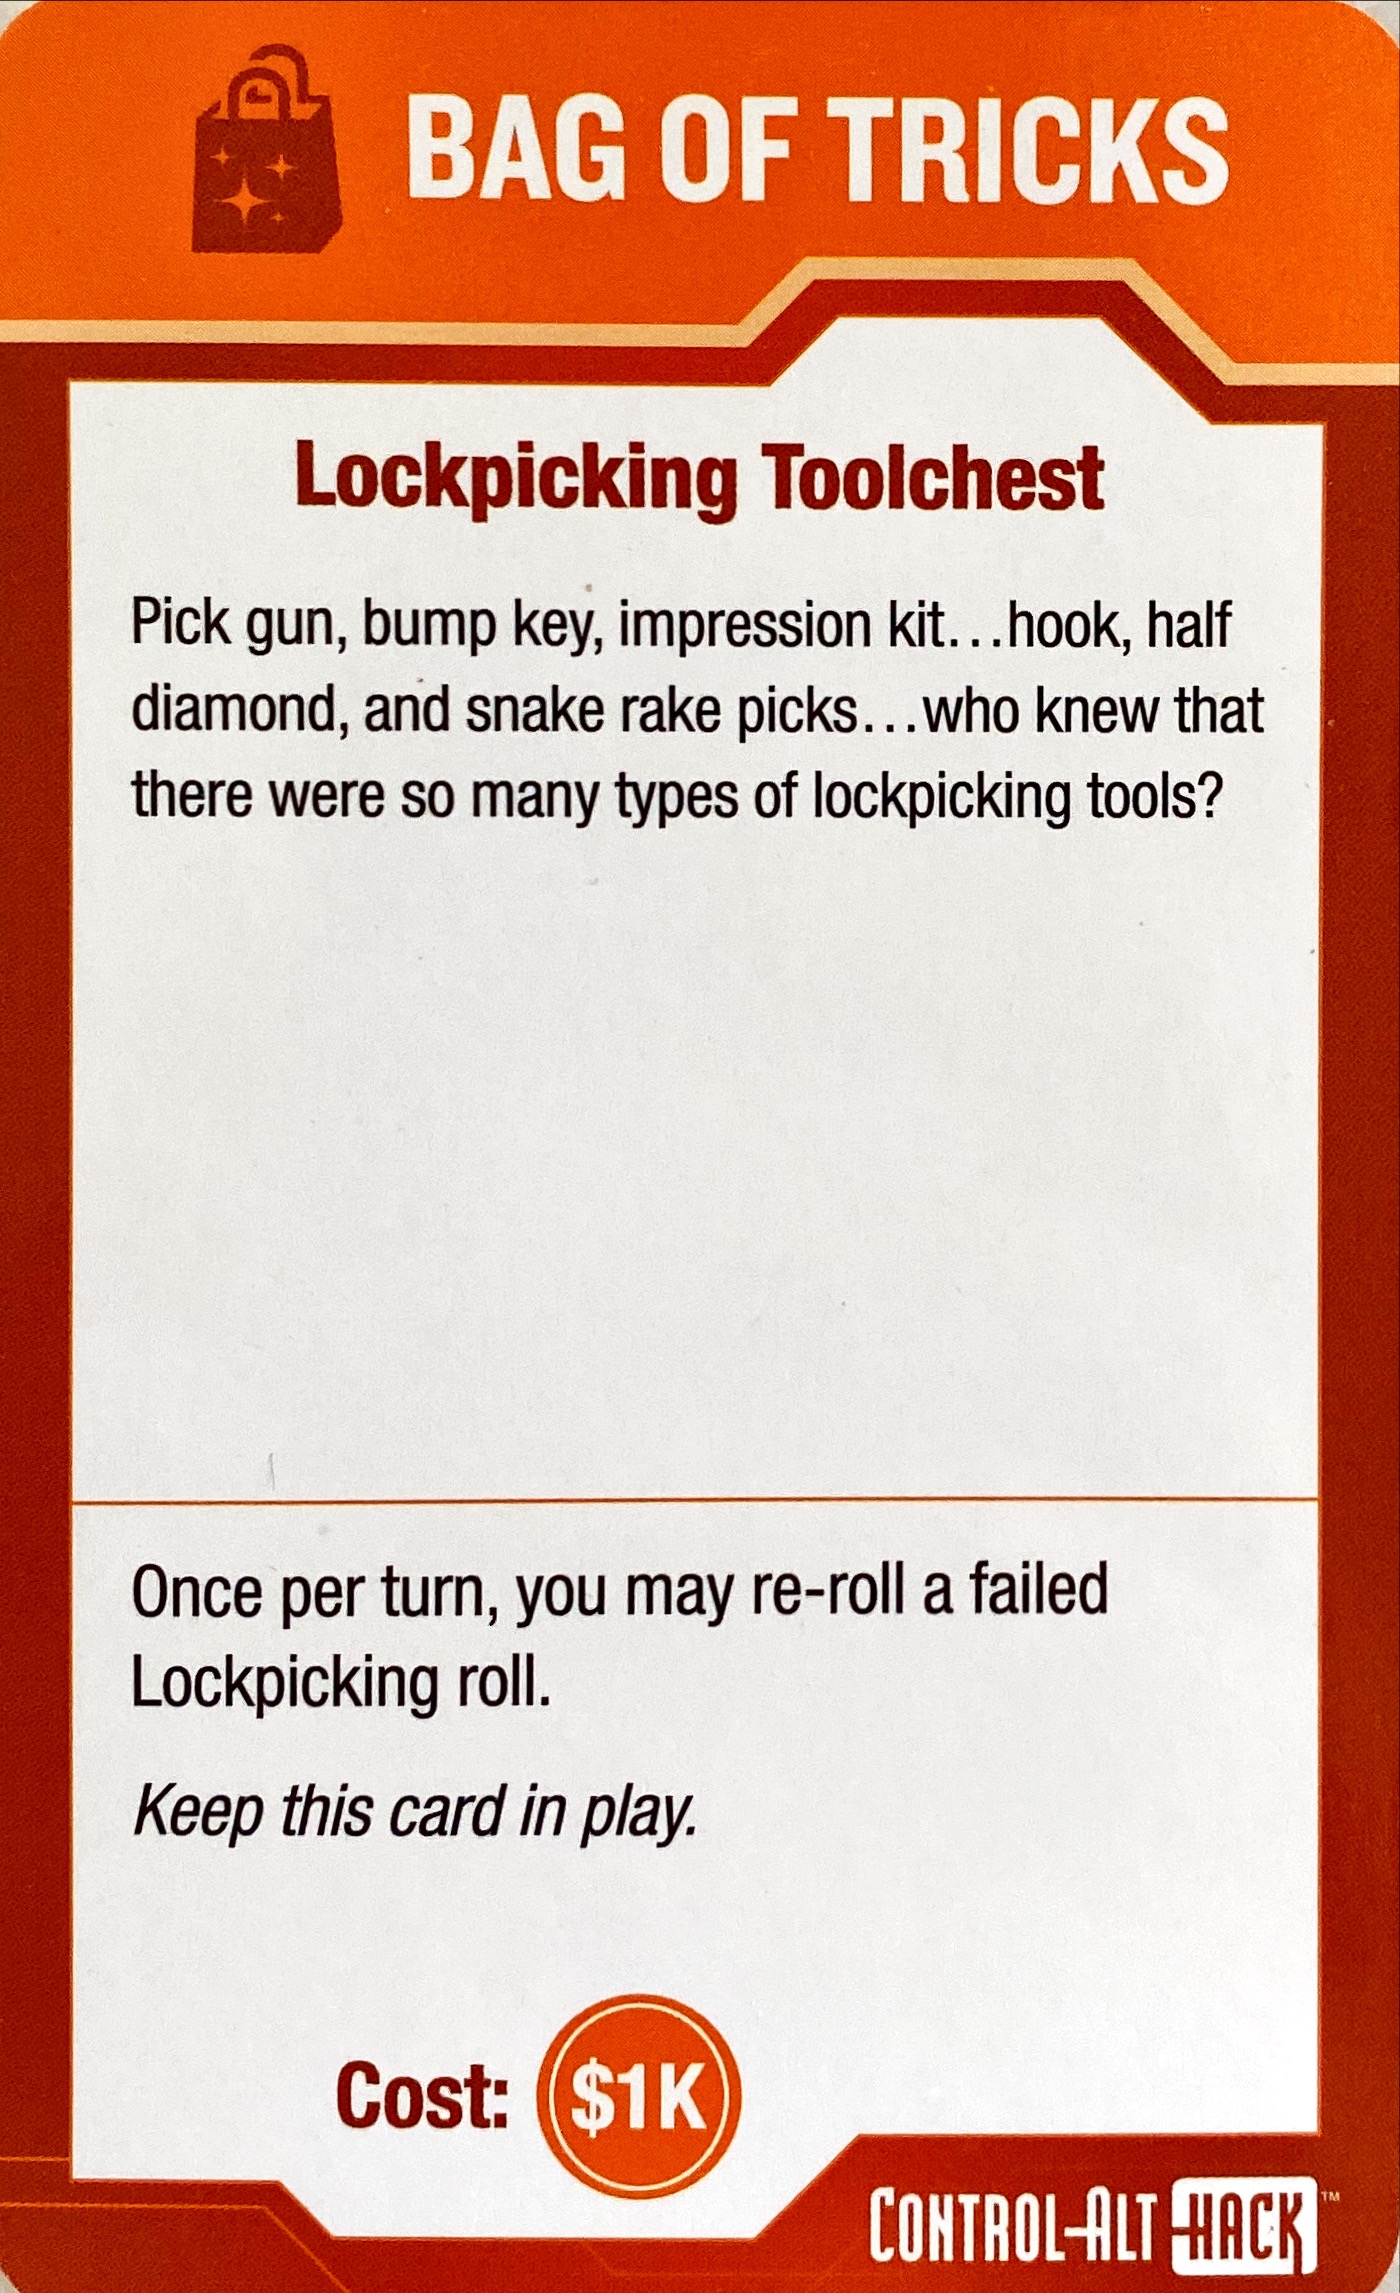 BAG OF TRICKS
Lockpicking Toolchest
Pick gun, bump key, impression kit...hook, half
diamond, and snake rake picks...who knew that
there were so many types of lockpicking tools?
Once per turn, you may re-roll a failed
Lockpicking roll.
Keep this card in play.
Cost: $1K
CONTROL-ALT-HACK™